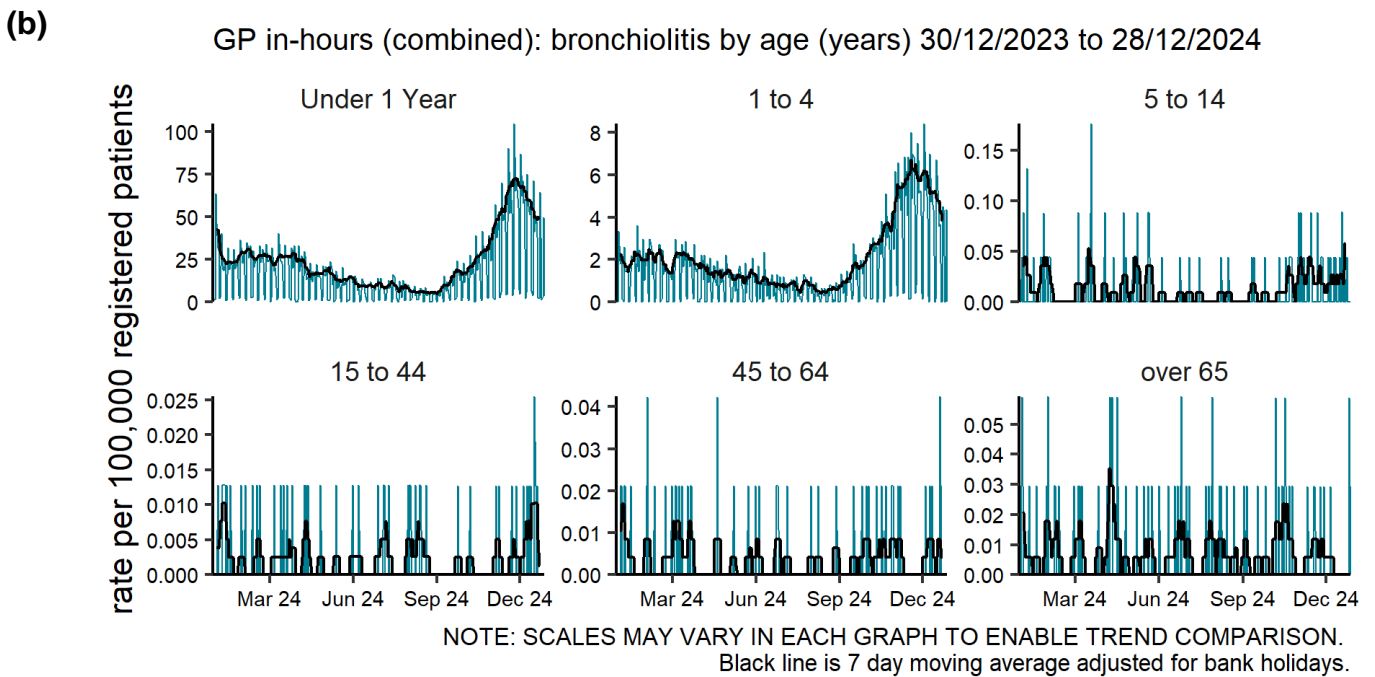 (b)
GP in-hours (combined): bronchiolitis by age (years) 30/12/2023 to 28/12/2024
rate per 100,000 registered patients
Under 1 Year
100
75
50
25
0
1 to 4
8
6
4
2
0
5 to 14
0.15
0.10
0.05
0.00
15 to 44
0.025
0.020
0.015
0.010
0.005
0.000
Mar 24 Jun 24 Sep 24 Dec 24
45 to 64
0.04
0.03
0.02
0.01
0.00
Mar 24 Jun 24 Sep 24 Dec 24
over 65
0.05
0.04
0.03
0.02
0.01
0.00
Mar 24 Jun 24 Sep 24 Dec 24
NOTE: SCALES MAY VARY IN EACH GRAPH TO ENABLE TREND COMPARISON.
Black line is 7 day moving average adjusted for bank holidays.